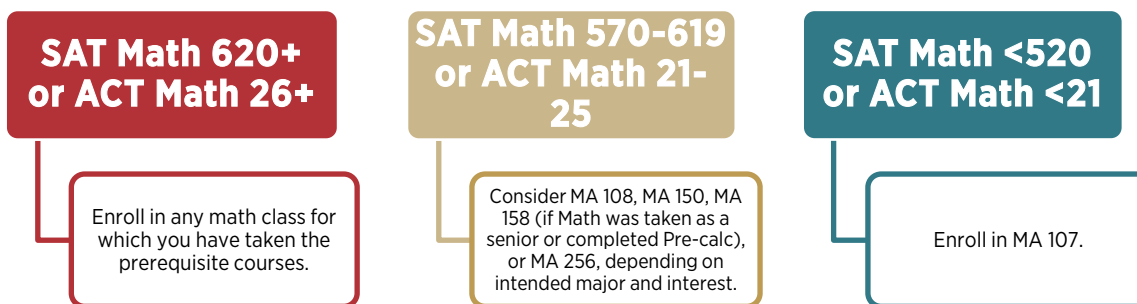 SAT Math 620+
or ACT Math 26+
Enroll in any math class for
which you have taken the
prerequisite courses.
SAT Math 570-619
or ACT Math 21-
25
Consider MA 108, MA 150, MA
158 (if Math was taken as a
senior or completed Pre-calc),
or MA 256, depending on
intended major and interest.
SAT Math <520
or ACT Math <21
Enroll in MA 107.